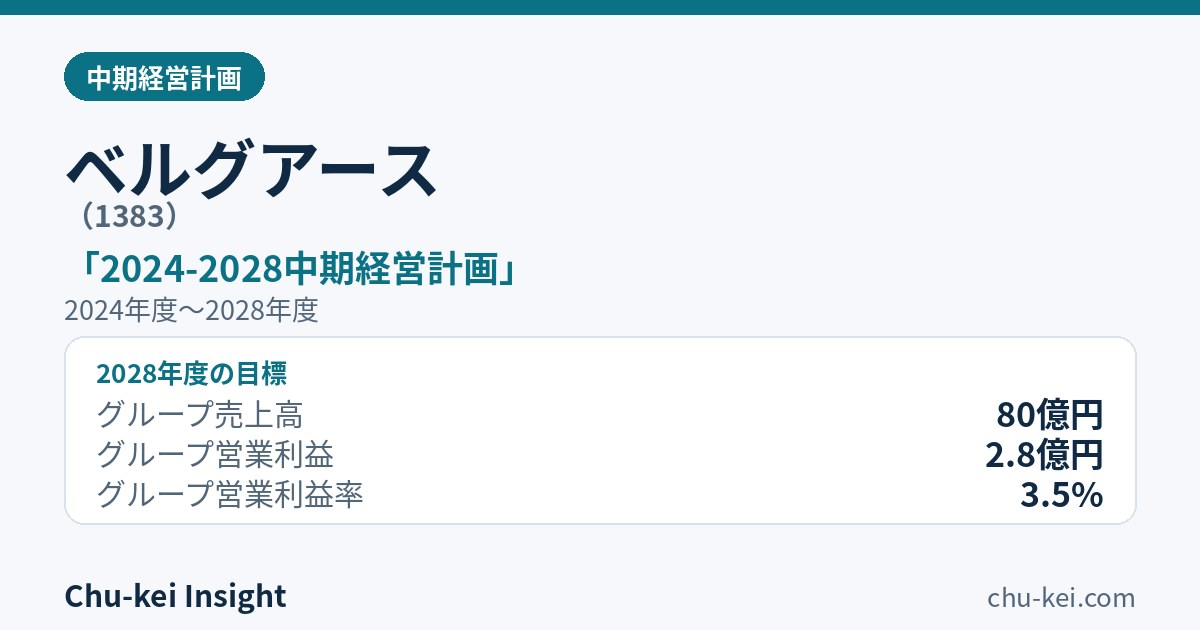 中期経営計画
ベルグアース
（1383）
「2024-2028中期経営計画」
2024年度～2028年度
2028年度の目標
グループ売上高 80億円
グループ営業利益 2.8億円
グループ営業利益率 3.5%
Chu-kei Insight chu-kei.com